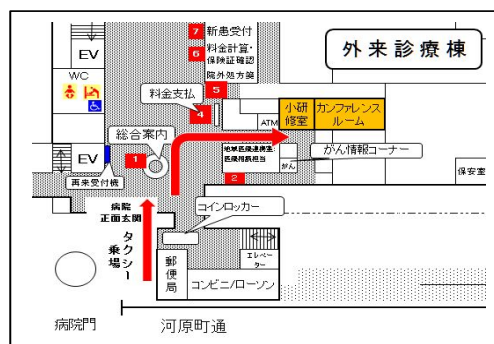 外来診療棟
7
新患受付
6
料金計算・
保険証確認
院外処方箋
5
EV
WC
料金支払
4
ATM
小研
修室
カンファレンス
ルーム
総合案内
1
地域医療連携室:
医療相談担当
がん情報コーナー
がん
EV
2
保安室
再来受付機
病院
正面玄関
コインロッカー
タクシー
乗場
郵便局
エレベー
ター
コンビニ/ローソン
病院門
河原町通